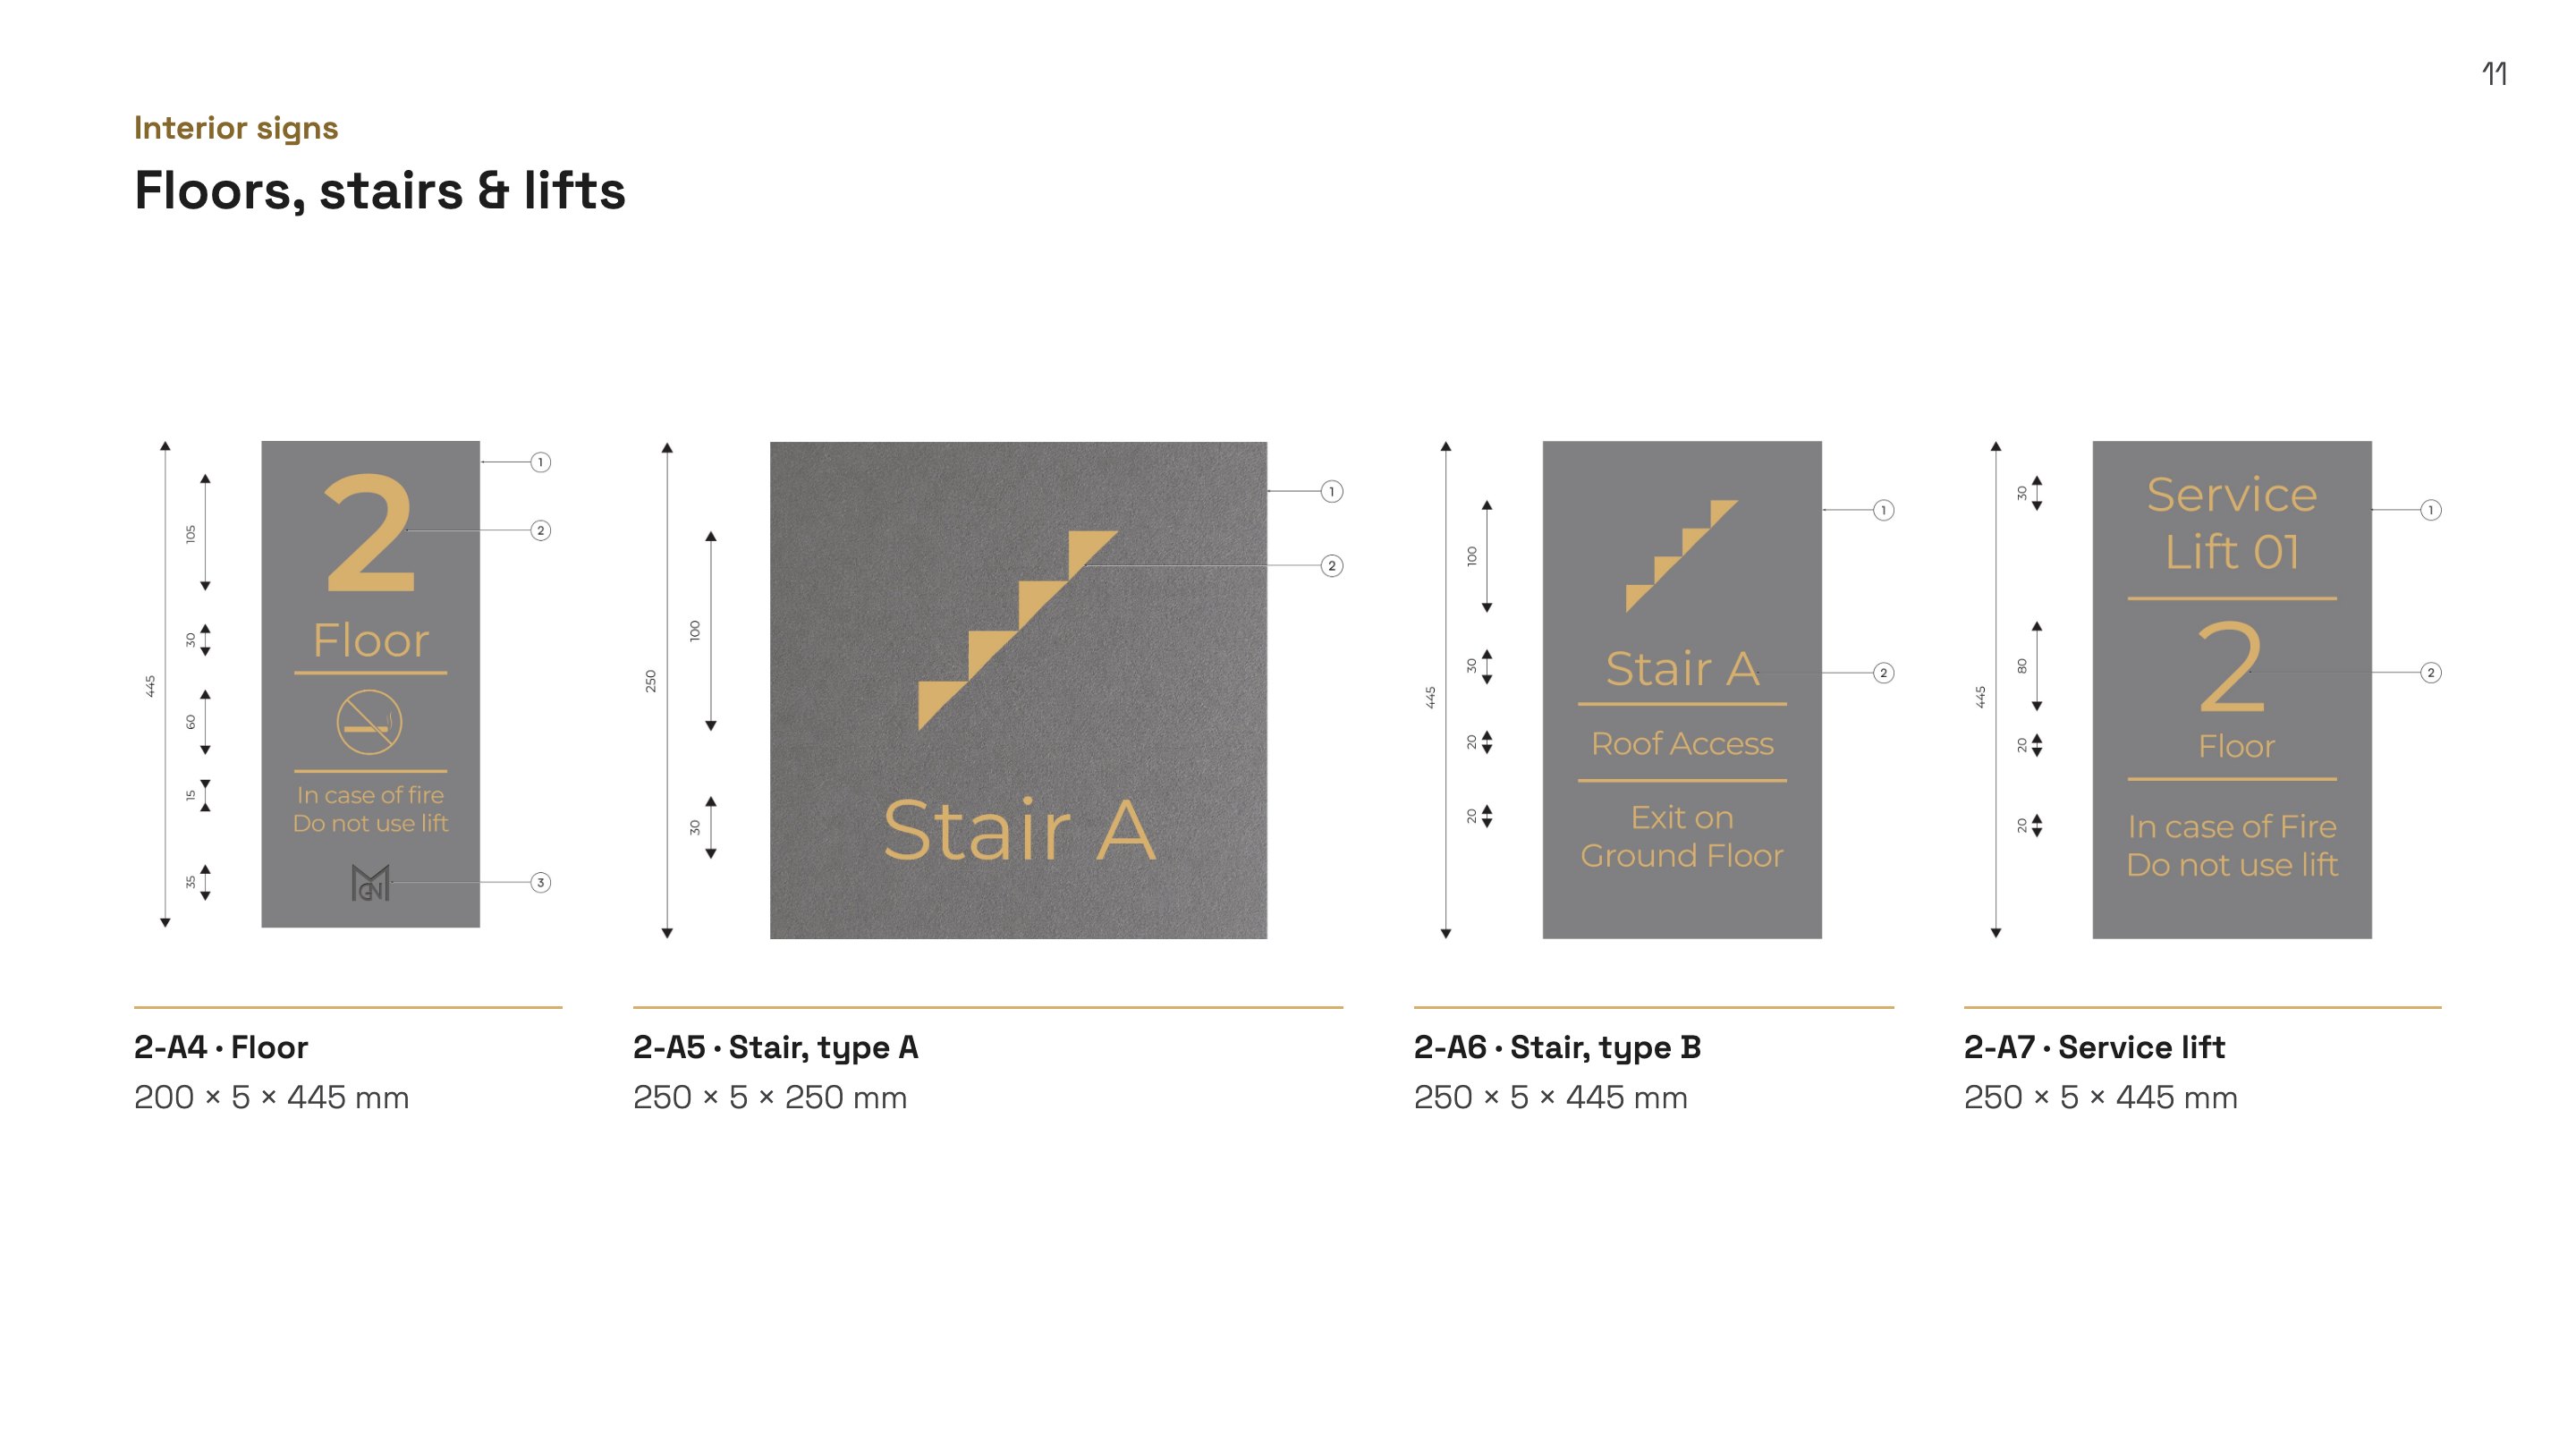 11
Interior signs
Floors, stairs & lifts
445
105
30
60
15
35
2
Floor
In case of fire
Do not use lift
MGN
1
2
3
250
100
30
Stair A
1
2
445
100
30
20
20
Stair A
Roof Access
Exit on
Ground Floor
1
2
445
30
80
20
20
Service
Lift 01
2
Floor
In case of Fire
Do not use lift
1
2
2-A4 · Floor
200 × 5 × 445 mm
2-A5 · Stair, type A
250 × 5 × 250 mm
2-A6 · Stair, type B
250 × 5 × 445 mm
2-A7 · Service lift
250 × 5 × 445 mm